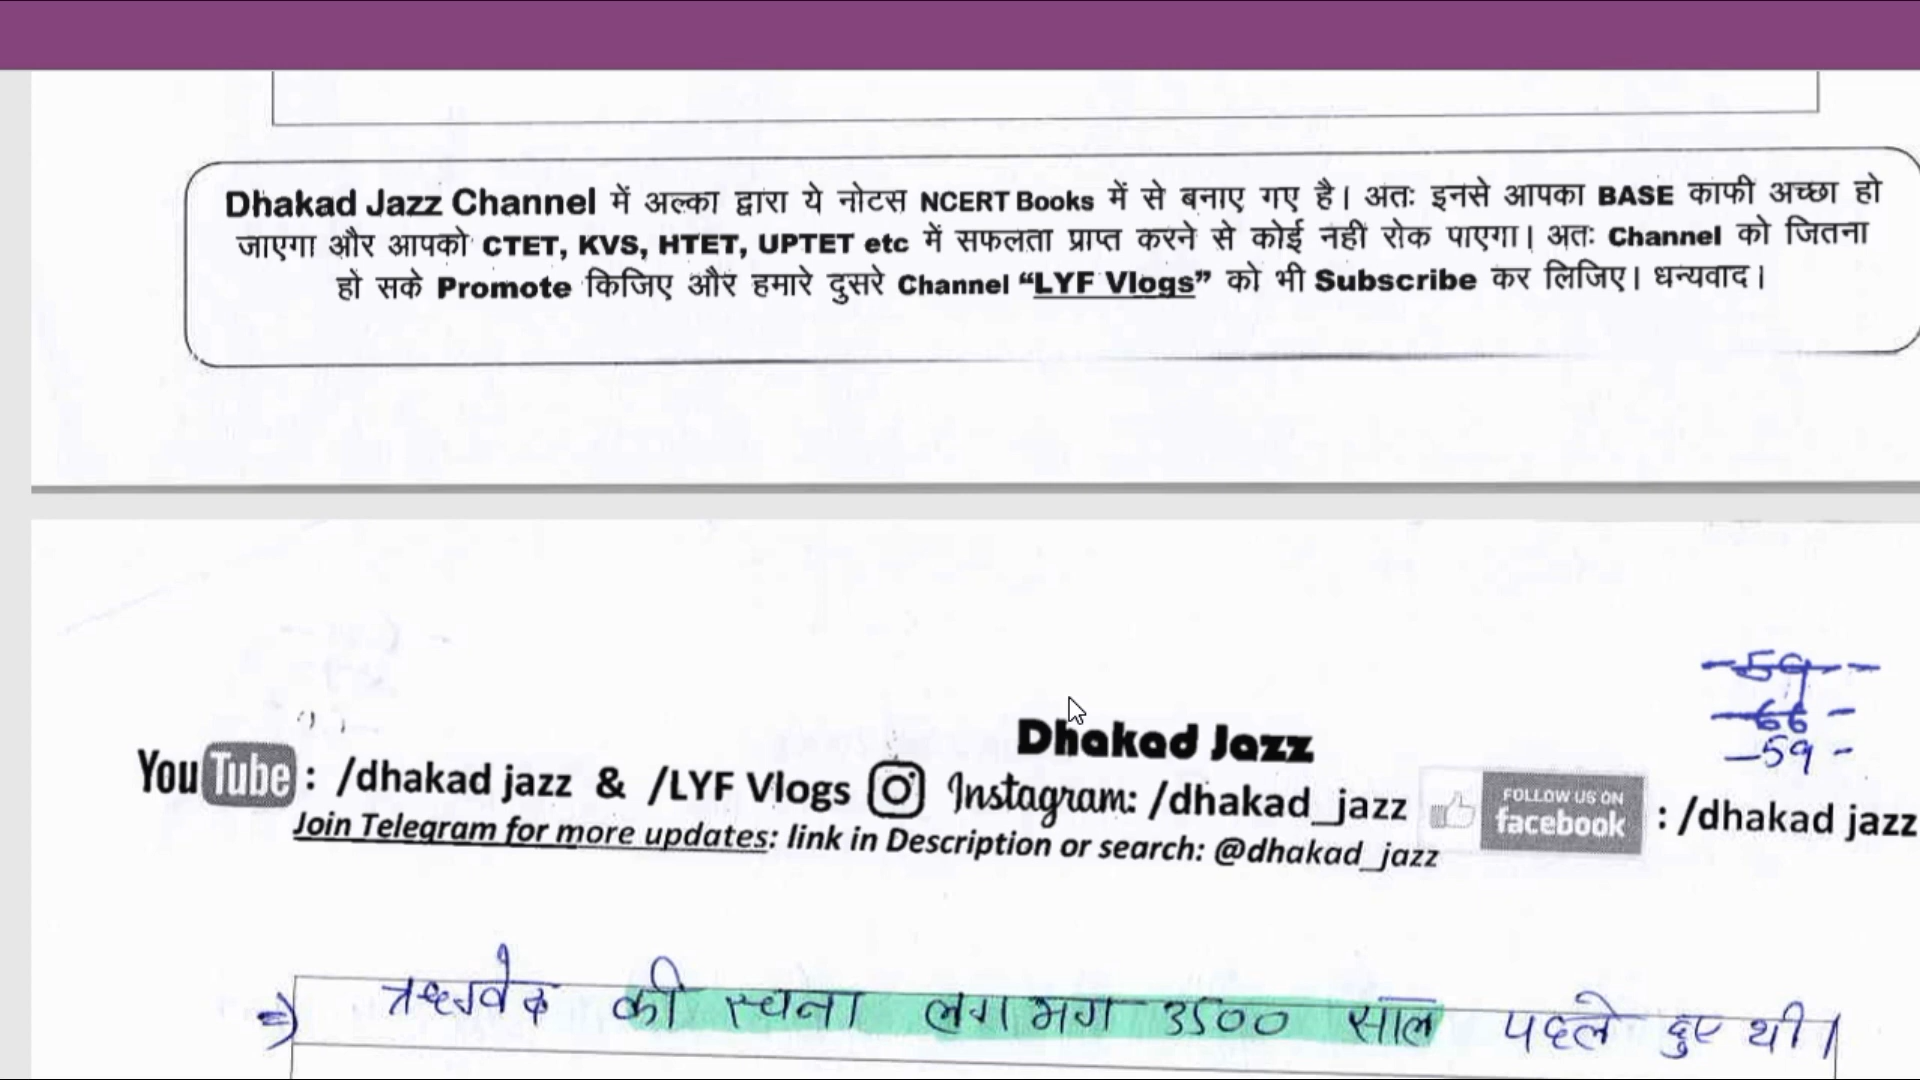 Dhakad Jazz Channel में अल्का द्वारा ये नोटस NCERT Books में से बनाए गए है। अतः इनसे आपका BASE काफी अच्छा हो
जाएगा और आपको CTET, KVS, HTET, UPTET etc में सफलता प्राप्त करने से कोई नही रोक पाएगा। अतः Channel को जितना
हो सके Promote किजिए और हमारे दुसरे Channel “LYF Vlogs” को भी Subscribe कर लिजिए। धन्यवाद।
59
66
-59-
Dhakad Jazz
YouTube : /dhakad jazz & /LYF Vlogs Instagram: /dhakad_jazz FOLLOW US ON facebook : /dhakad jazz
Join Telegram for more updates: link in Description or search: @dhakad_jazz
⇒ ऋग्वेद की रचना लगभग 3500 साल पहले हुए थी।